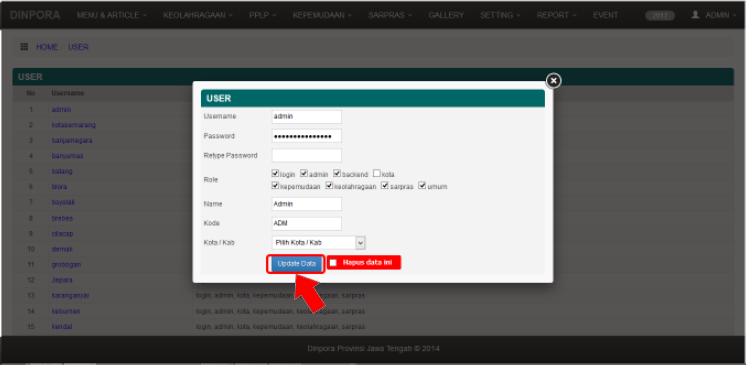 DINPORA MENU & ARTICLE KEOLAHRAGAAN PPLP KEPEMUDAAN SARPRAS GALLERY SETTING REPORT EVENT 2017 ADMIN
HOME USER
USER
No Username
1 admin
2 kotasemarang
3 banjarnegara
4 banyumas
5 batang
6 blora
7 boyolali
8 brebes
9 cilacap
10 demak
11 grobogan
12 Jepara
13 karanganyar login, admin, kota, kepemudaan, keolahragaan, sarpras
14 kebumen login, admin, kota, kepemudaan, keolahragaan, sarpras
15 kendal login, admin, kota, kepemudaan, keolahragaan, sarpras
USER
Username admin
Password
Retype Password
Role login admin backend kota
kepemudaan keolahragaan sarpras umum
Name Admin
Kode ADM
Kota / Kab Pilih Kota / Kab
Update Data Hapus data ini
Dinpora Provinsi Jawa Tengah © 2014